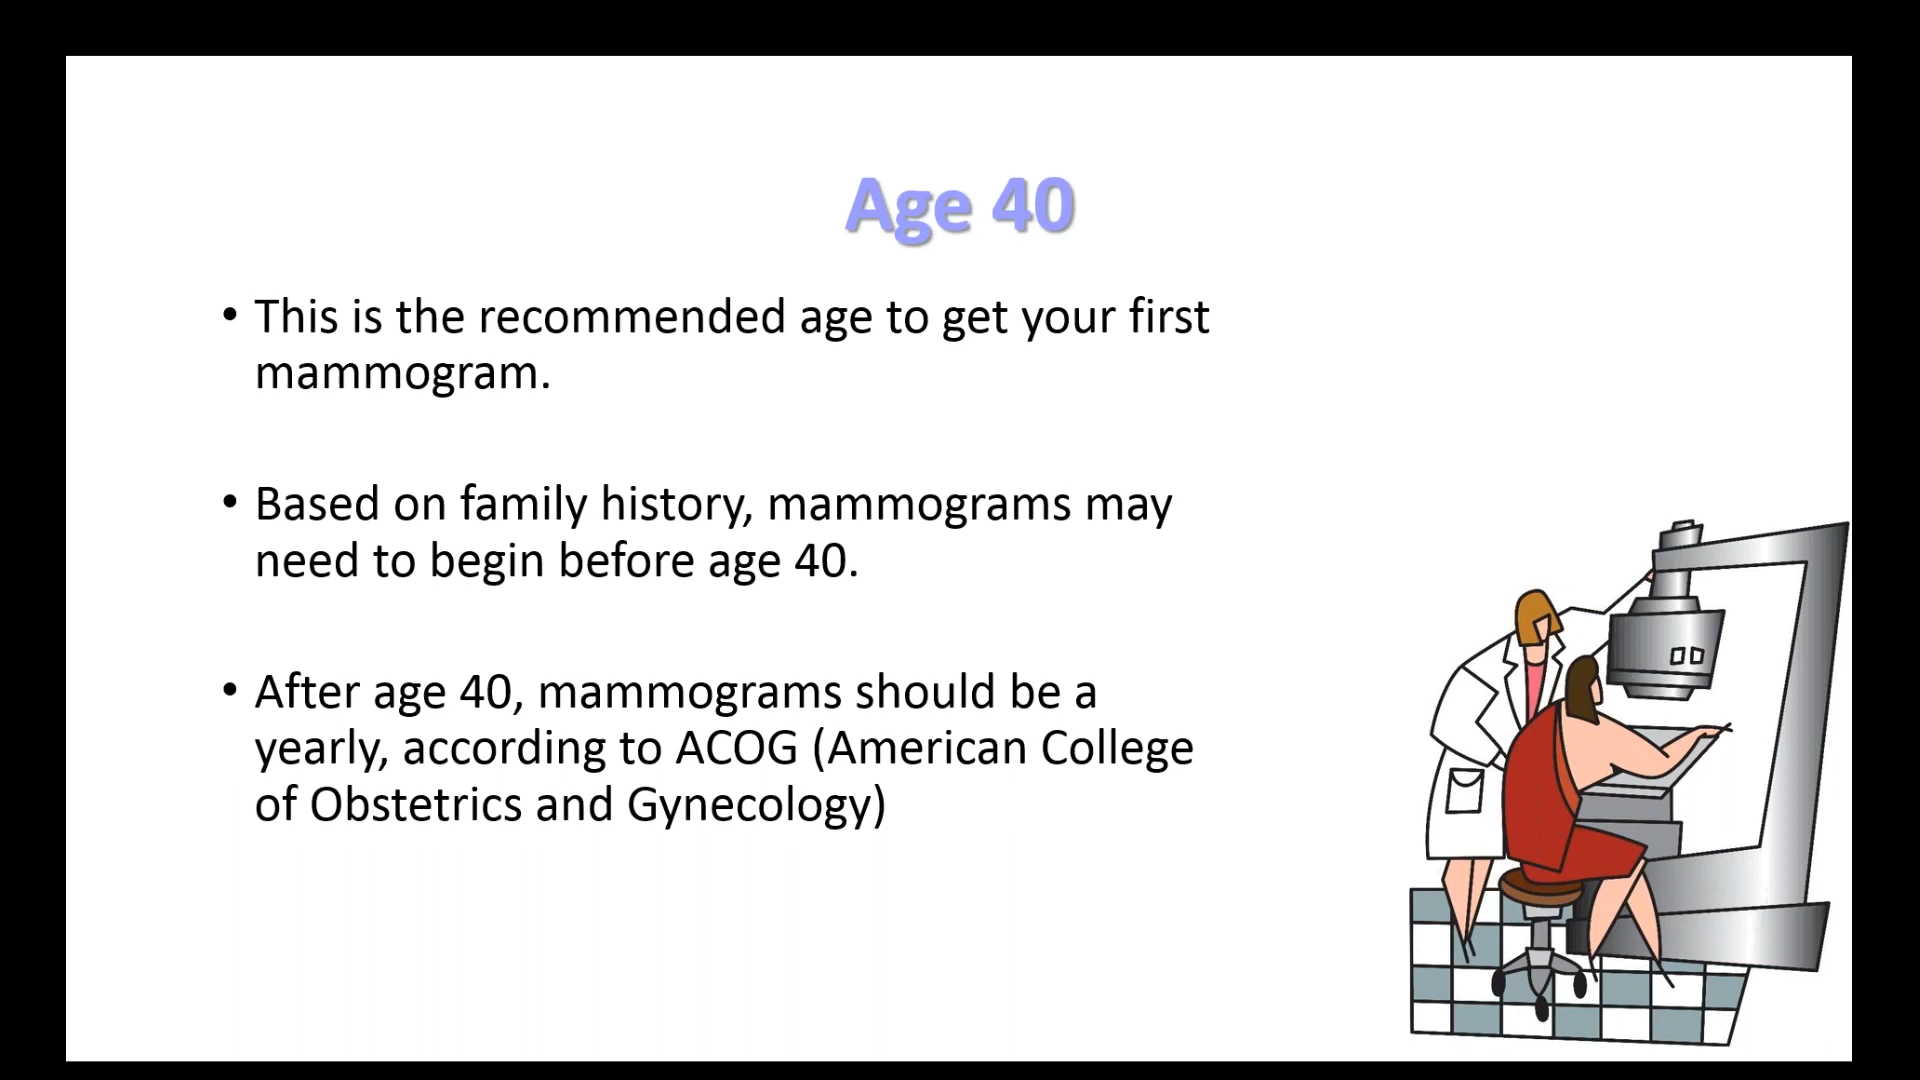 Age 40
• This is the recommended age to get your first
mammogram.
• Based on family history, mammograms may
need to begin before age 40.
• After age 40, mammograms should be a
yearly, according to ACOG (American College
of Obstetrics and Gynecology)